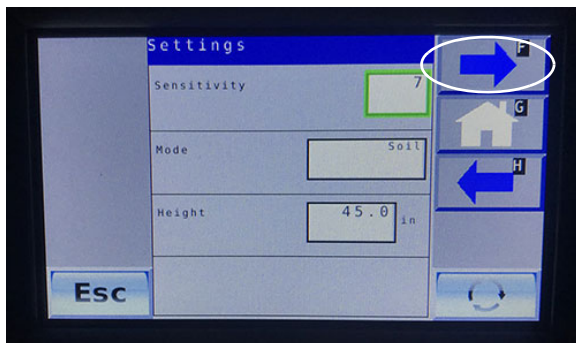 Settings
F
Sensitivity 7
G
Mode Soil
H
Height 45.0 in
Esc